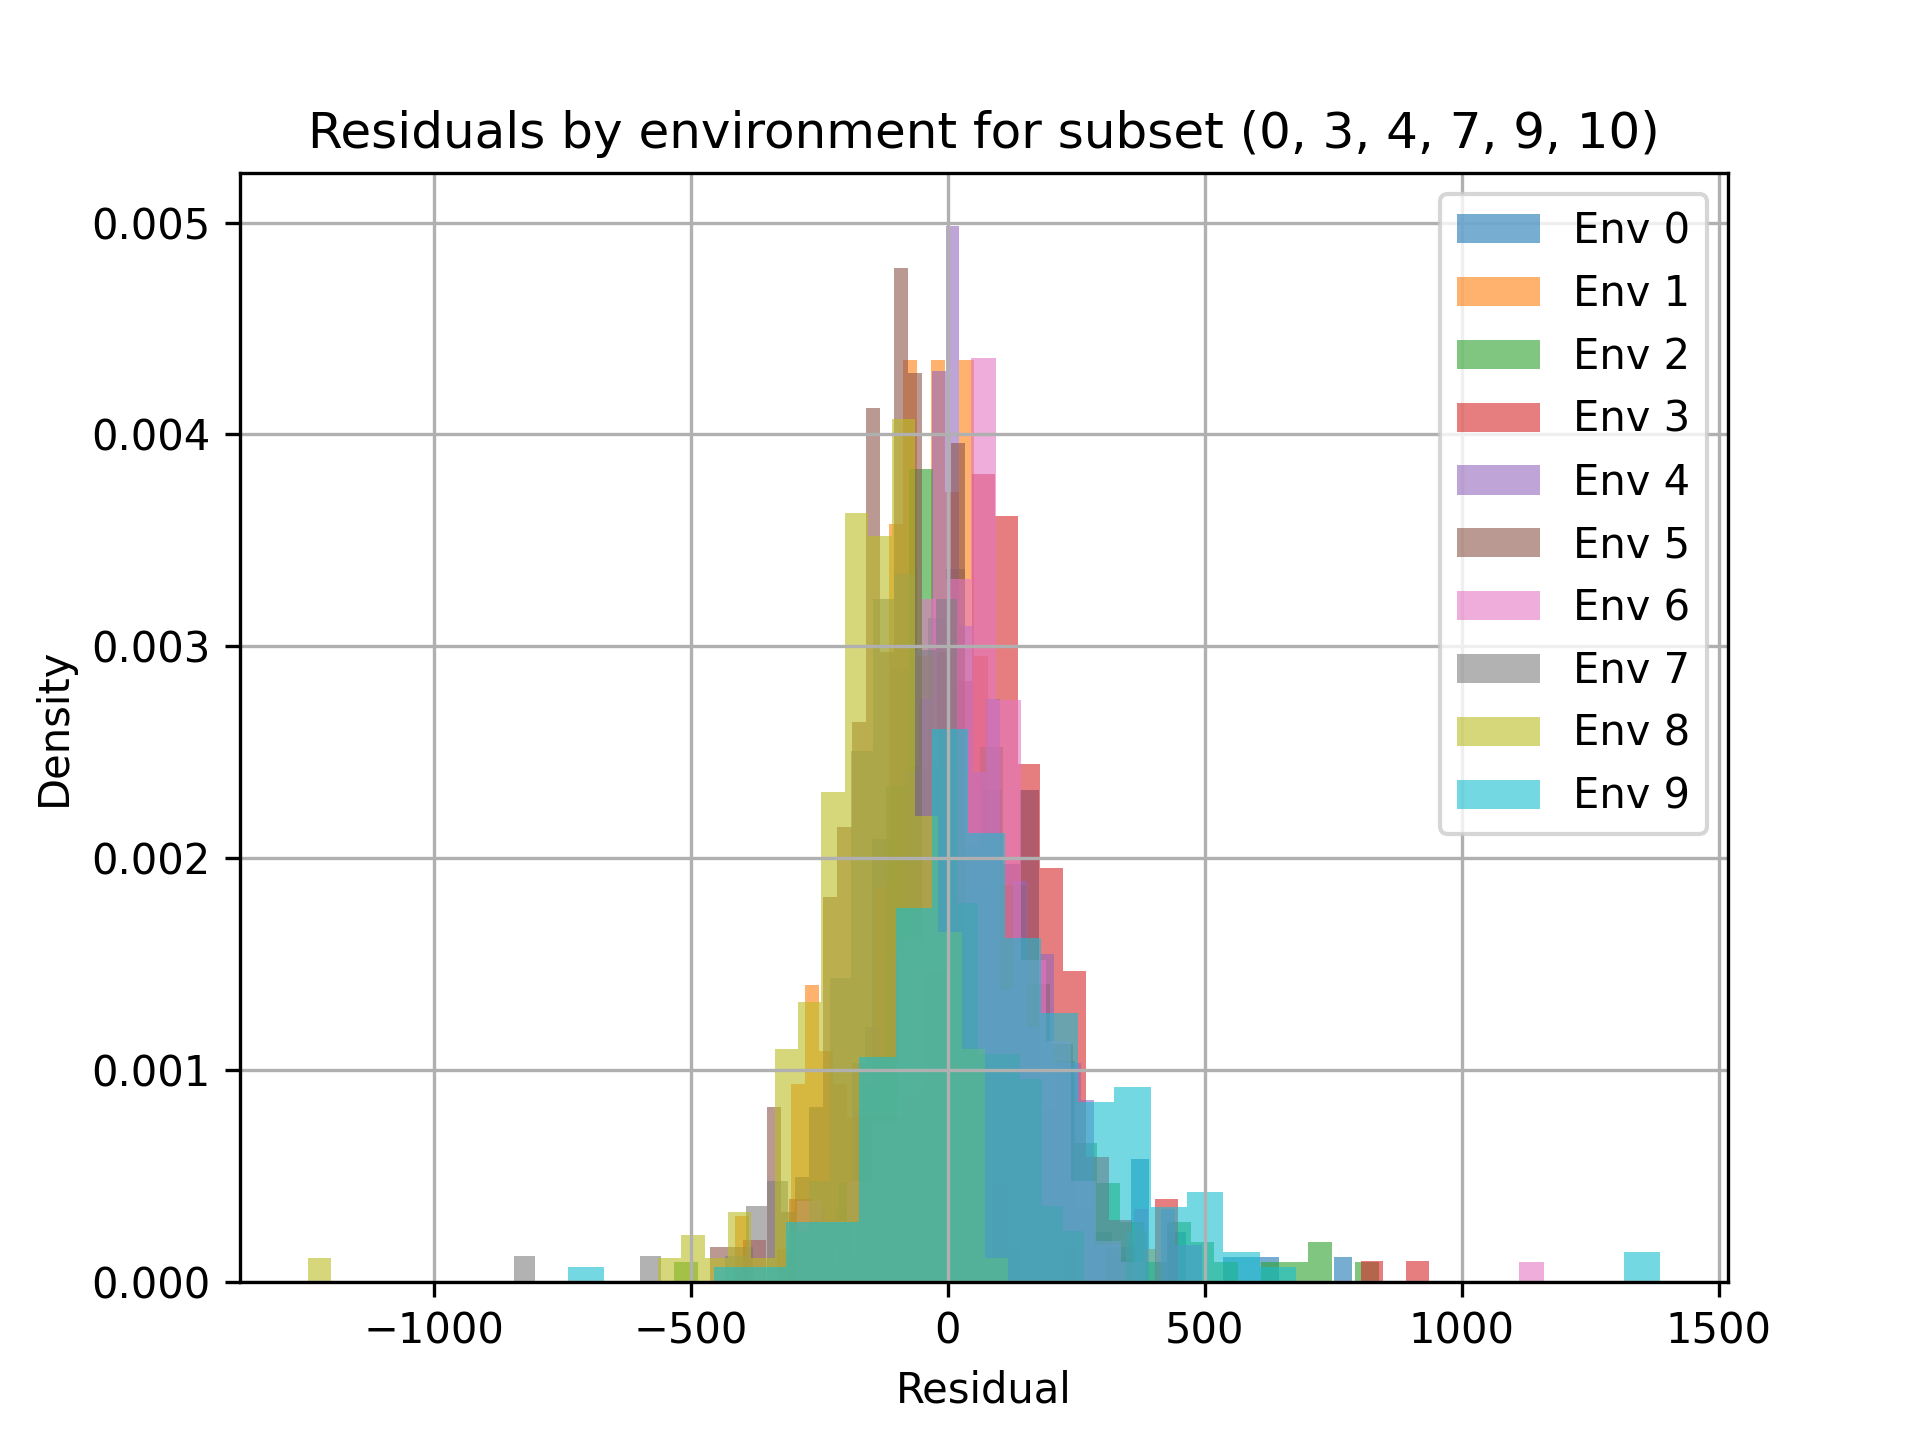 Residuals by environment for subset (0, 3, 4, 7, 9, 10)
0.005
0.004
0.003
0.002
0.001
0.000
Density
Env 0
Env 1
Env 2
Env 3
Env 4
Env 5
Env 6
Env 7
Env 8
Env 9
−1000 −500 0 500 1000 1500
Residual